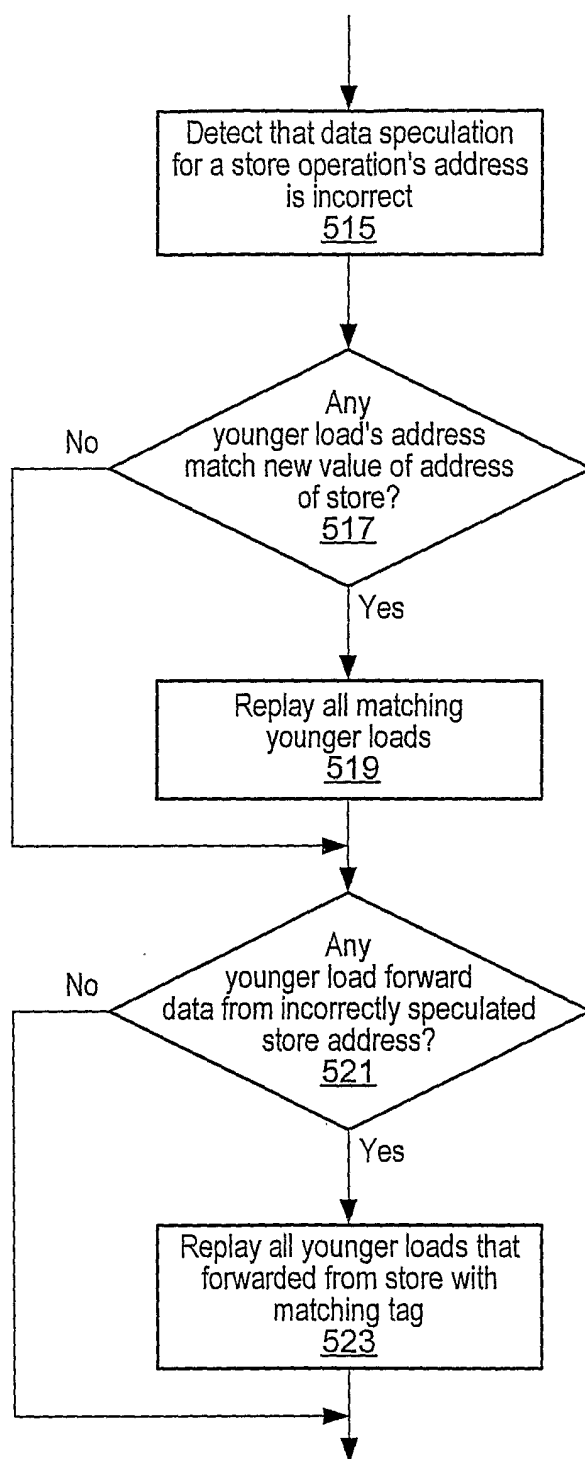 Detect that data speculation
for a store operation's address
is incorrect
515
Any
younger load's address
match new value of address
of store?
517
No
Yes
Replay all matching
younger loads
519
Any
younger load forward
data from incorrectly speculated
store address?
521
No
Yes
Replay all younger loads that
forwarded from store with
matching tag
523